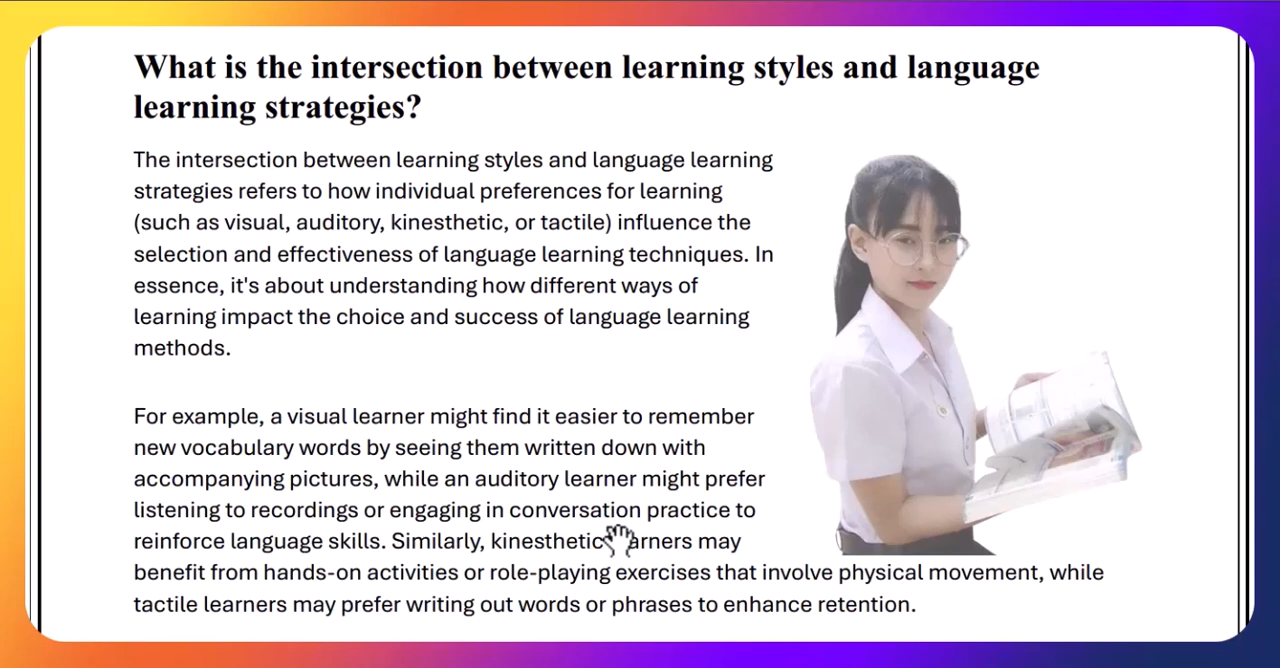 What is the intersection between learning styles and language
learning strategies?
The intersection between learning styles and language learning
strategies refers to how individual preferences for learning
(such as visual, auditory, kinesthetic, or tactile) influence the
selection and effectiveness of language learning techniques. In
essence, it's about understanding how different ways of
learning impact the choice and success of language learning
methods.
For example, a visual learner might find it easier to remember
new vocabulary words by seeing them written down with
accompanying pictures, while an auditory learner might prefer
listening to recordings or engaging in conversation practice to
reinforce language skills. Similarly, kinesthetic learners may
benefit from hands-on activities or role-playing exercises that involve physical movement, while
tactile learners may prefer writing out words or phrases to enhance retention.